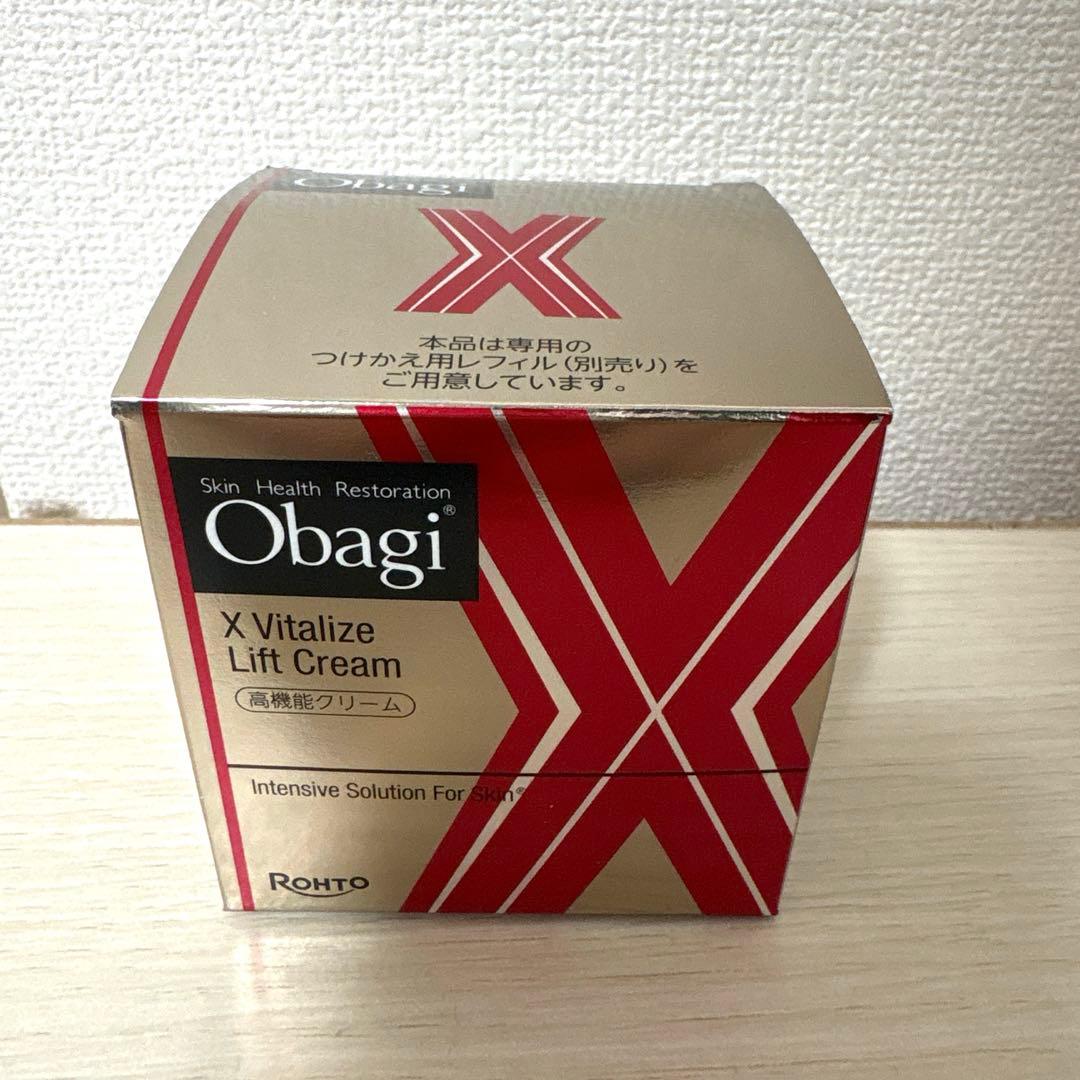 Obagi
X
本品は専用の
つけかえ用レフィル(別売り)を
ご用意しています。
Skin Health Restoration
Obagi®
X Vitalize
Lift Cream
高機能クリーム
Intensive Solution For Skin®
ROHTO